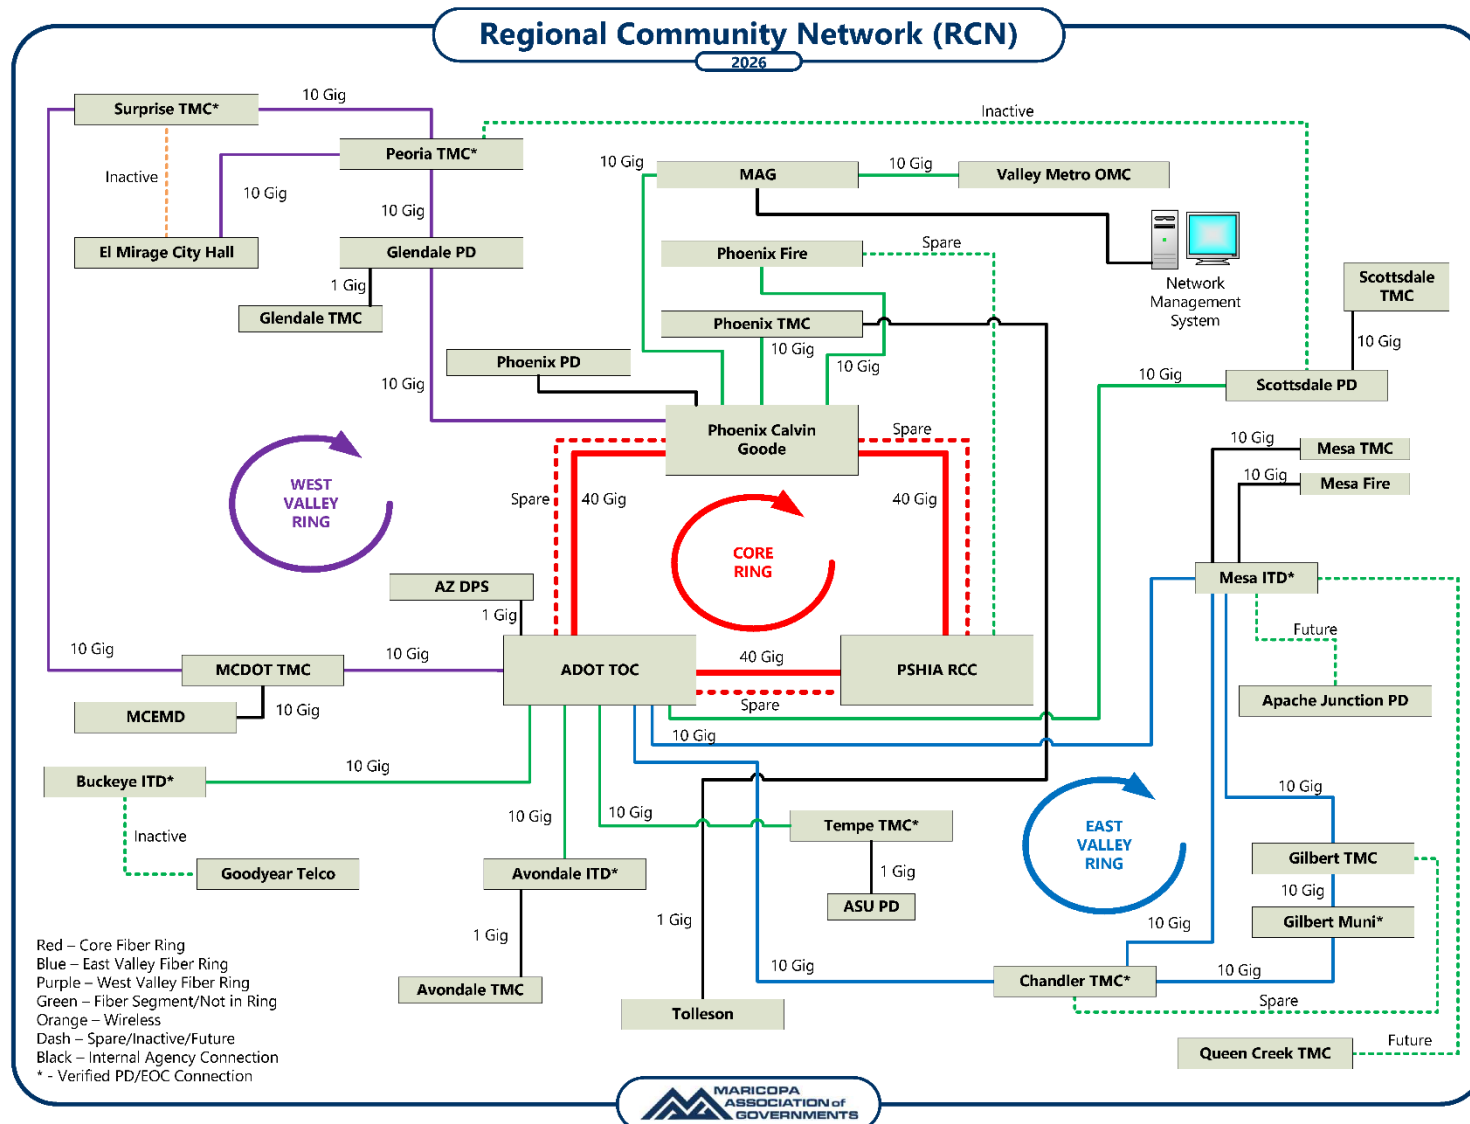 Regional Community Network (RCN)
2026
Surprise TMC*
10 Gig
Inactive
Peoria TMC*
Inactive
10 Gig
10 Gig
El Mirage City Hall
Glendale PD
1 Gig
Glendale TMC
10 Gig
MAG
10 Gig
Valley Metro OMC
Phoenix Fire
Spare
Network
Management
System
Phoenix TMC
10 Gig
10 Gig
Phoenix PD
10 Gig
Scottsdale
TMC
10 Gig
10 Gig
Scottsdale PD
Phoenix Calvin
Goode
Spare
Spare
40 Gig
40 Gig
WEST
VALLEY
RING
CORE
RING
10 Gig
Mesa TMC
10 Gig
Mesa Fire
Mesa ITD*
Future
Apache Junction PD
AZ DPS
1 Gig
10 Gig
MCDOT TMC
10 Gig
ADOT TOC
40 Gig
Spare
PSHIA RCC
MCEMD
10 Gig
10 Gig
Buckeye ITD*
10 Gig
Inactive
Goodyear Telco
10 Gig
10 Gig
Tempe TMC*
1 Gig
ASU PD
Avondale ITD*
1 Gig
Avondale TMC
1 Gig
Tolleson
EAST
VALLEY
RING
10 Gig
Gilbert TMC
10 Gig
Gilbert Muni*
10 Gig
10 Gig
Chandler TMC*
10 Gig
Spare
Queen Creek TMC
Future
Red – Core Fiber Ring
Blue – East Valley Fiber Ring
Purple – West Valley Fiber Ring
Green – Fiber Segment/Not in Ring
Orange – Wireless
Dash – Spare/Inactive/Future
Black – Internal Agency Connection
* - Verified PD/EOC Connection
MARICOPA
ASSOCIATION of
GOVERNMENTS